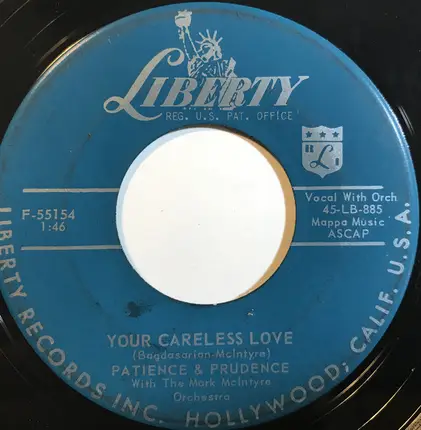 LIBERTY
REG. U.S. PAT. OFFICE
F-55154
1:46
Vocal With Orch
45-LB-885
Mappa Music
ASCAP
YOUR CARELESS LOVE
(Bagdasarian-McIntyre)
PATIENCE & PRUDENCE
With The Mark McIntyre
Orchestra
LIBERTY RECORDS INC. HOLLYWOOD, CALIF. U.S.A.